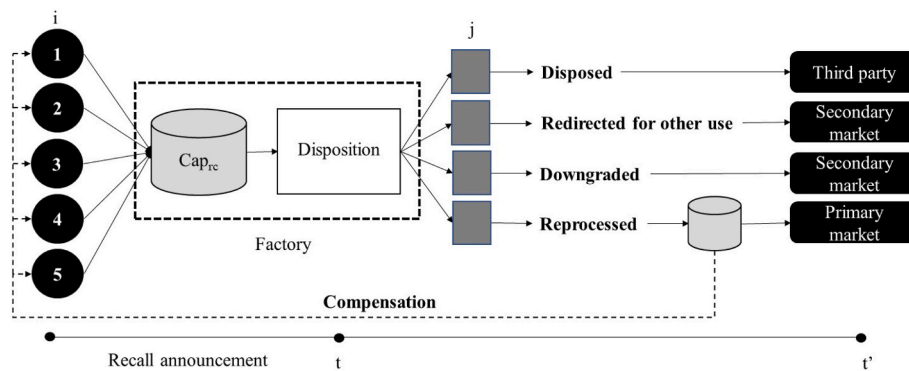 i
j
1
2
3
4
5
Cap_rc
Disposition
Factory
Disposed
Redirected for other use
Downgraded
Reprocessed
Third party
Secondary
market
Secondary
market
Primary
market
Compensation
Recall announcement
t
t’